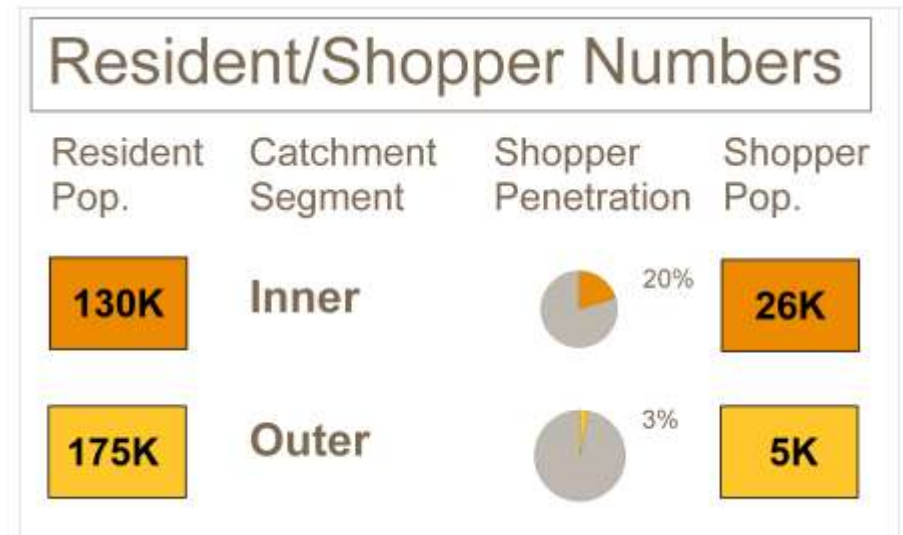 Resident/Shopper Numbers
Resident Pop.
Catchment Segment
Shopper Penetration
Shopper Pop.
130K
Inner
20%
26K
175K
Outer
3%
5K